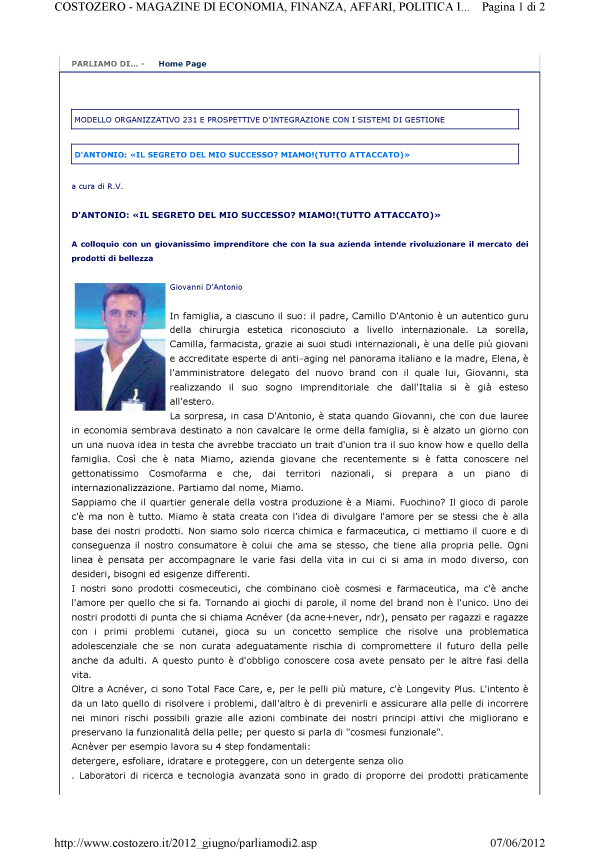 COSTOZERO - MAGAZINE DI ECONOMIA, FINANZA, AFFARI, POLITICA I... Pagina 1 di 2
PARLIAMO DI... - Home Page
MODELLO ORGANIZZATIVO 231 E PROSPETTIVE D'INTEGRAZIONE CON I SISTEMI DI GESTIONE
D'ANTONIO: «IL SEGRETO DEL MIO SUCCESSO? MIAMO!(TUTTO ATTACCATO)»
a cura di R.V.
D'ANTONIO: «IL SEGRETO DEL MIO SUCCESSO? MIAMO!(TUTTO ATTACCATO)»
A colloquio con un giovanissimo imprenditore che con la sua azienda intende rivoluzionare il mercato dei
prodotti di bellezza
Giovanni D'Antonio
In famiglia, a ciascuno il suo: il padre, Camillo D'Antonio è un autentico guru
della chirurgia estetica riconosciuto a livello internazionale. La sorella,
Camilla, farmacista, grazie ai suoi studi internazionali, è una delle più giovani
e accreditate esperte di anti-aging nel panorama italiano e la madre, Elena, è
l'amministratore delegato del nuovo brand con il quale lui, Giovanni, sta
realizzando il suo sogno imprenditoriale che dall'Italia si è già esteso
all'estero.
La sorpresa, in casa D'Antonio, è stata quando Giovanni, che con due lauree
in economia sembrava destinato a non cavalcare le orme della famiglia, si è alzato un giorno con
un una nuova idea in testa che avrebbe tracciato un trait d'union tra il suo know how e quello della
famiglia. Così che è nata Miamo, azienda giovane che recentemente si è fatta conoscere nel
gettonatissimo Cosmofarma e che, dai territori nazionali, si prepara a un piano di
internazionalizzazione. Partiamo dal nome, Miamo.
Sappiamo che il quartier generale della vostra produzione è a Miami. Fuochino? Il gioco di parole
c'è ma non è tutto. Miamo è stata creata con l'idea di divulgare l'amore per se stessi che è alla
base dei nostri prodotti. Non siamo solo ricerca chimica e farmaceutica, ci mettiamo il cuore e di
conseguenza il nostro consumatore è colui che ama se stesso, che tiene alla propria pelle. Ogni
linea è pensata per accompagnare le varie fasi della vita in cui ci si ama in modo diverso, con
desideri, bisogni ed esigenze differenti.
I nostri sono prodotti cosmeceutici, che combinano cioè cosmesi e farmaceutica, ma c'è anche
l'amore per quello che si fa. Tornando ai giochi di parole, il nome del brand non è l'unico. Uno dei
nostri prodotti di punta che si chiama Acnéver (da acne+never, ndr), pensato per ragazzi e ragazze
con i primi problemi cutanei, gioca su un concetto semplice che risolve una problematica
adolescenziale che se non curata adeguatamente rischia di compromettere il futuro della pelle
anche da adulti. A questo punto è d'obbligo conoscere cosa avete pensato per le altre fasi della
vita.
Oltre a Acnéver, ci sono Total Face Care, e, per le pelli più mature, c'è Longevity Plus. L'intento è
da un lato quello di risolvere i problemi, dall'altro è di prevenirli e assicurare alla pelle di incorrere
nei minori rischi possibili grazie alle azioni combinate dei nostri principi attivi che migliorano e
preservano la funzionalità della pelle; per questo si parla di "cosmesi funzionale".
Acnèver per esempio lavora su 4 step fondamentali:
detergere, esfoliare, idratare e proteggere, con un detergente senza olio
. Laboratori di ricerca e tecnologia avanzata sono in grado di proporre dei prodotti praticamente
http://www.costozero.it/2012_giugno/parliamodi2.asp 07/06/2012